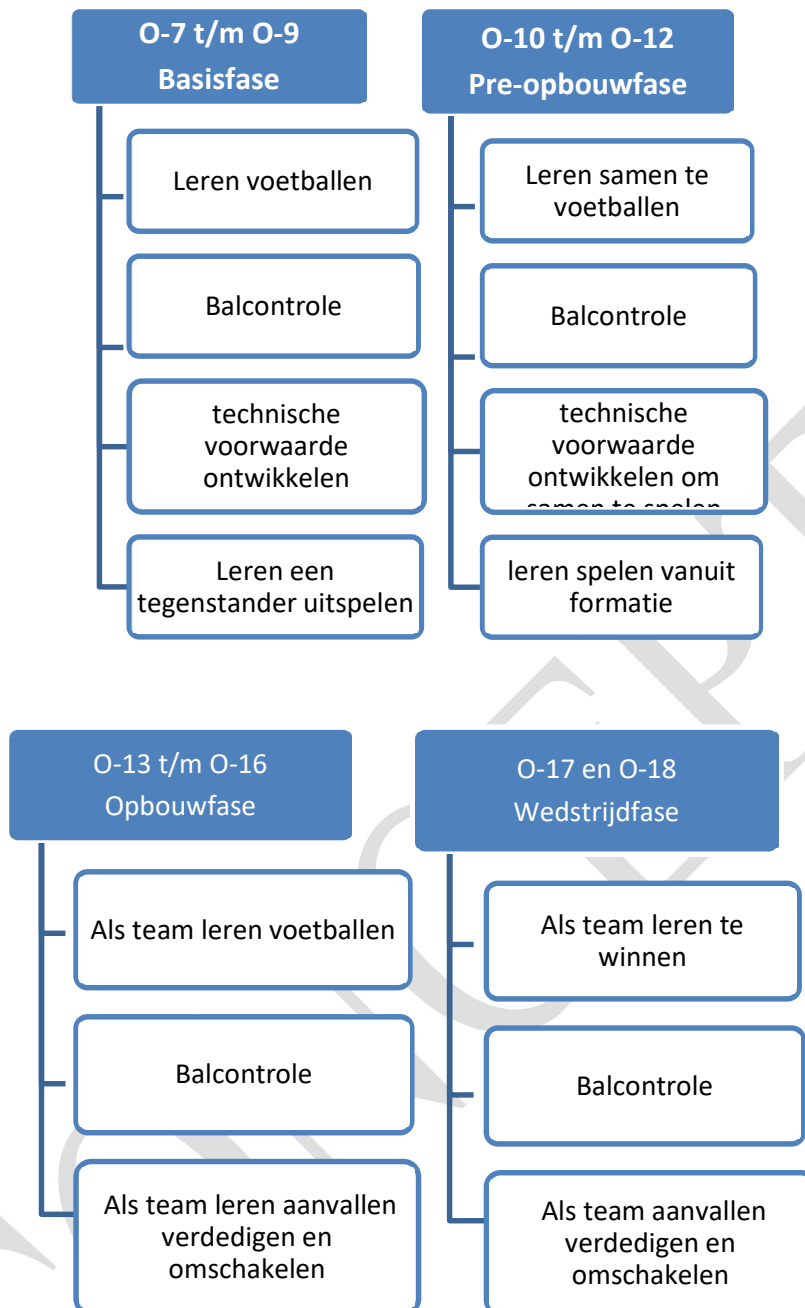 O-7 t/m O-9
Basisfase
Leren voetballen
Balcontrole
technische
voorwaarde
ontwikkelen
Leren een
tegenstander uitspelen
O-10 t/m O-12
Pre-opbouwfase
Leren samen te
voetballen
Balcontrole
technische
voorwaarde
ontwikkelen om
samen te spelen
leren spelen vanuit
formatie
O-13 t/m O-16
Opbouwfase
Als team leren voetballen
Balcontrole
Als team leren aanvallen
verdedigen en
omschakelen
O-17 en O-18
Wedstrijdfase
Als team leren te
winnen
Balcontrole
Als team aanvallen
verdedigen en
omschakelen